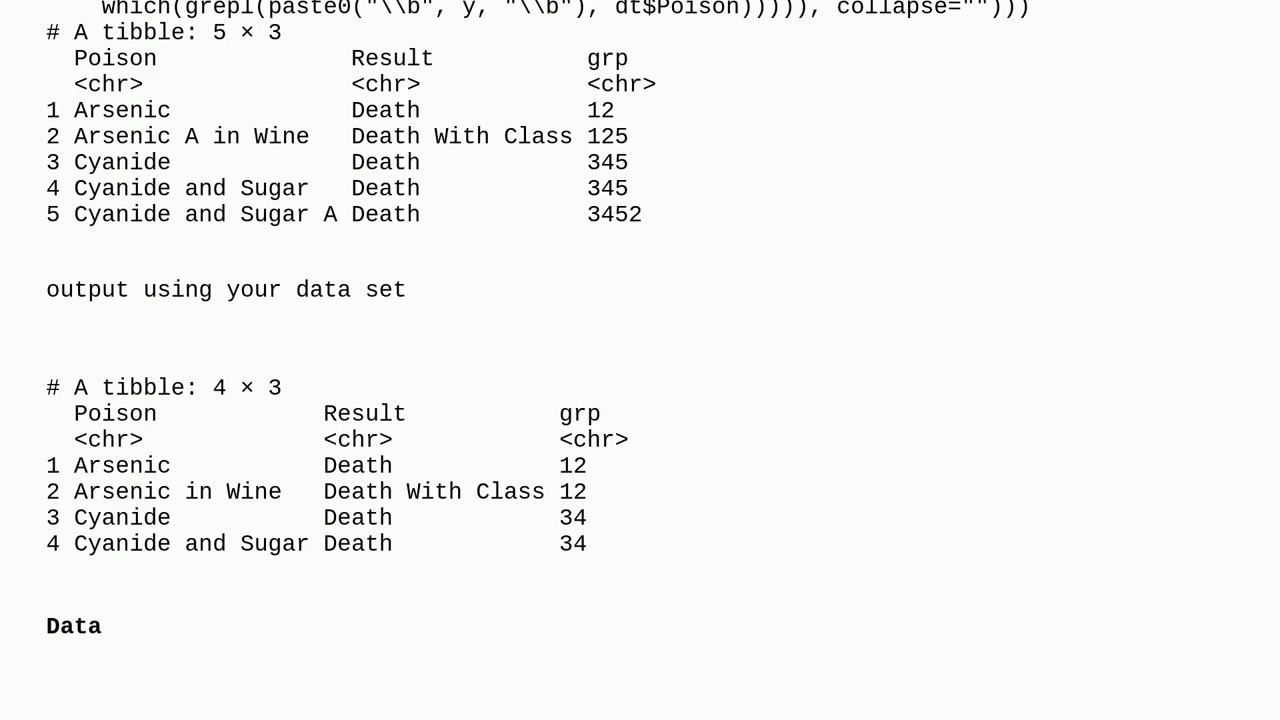 which(grepl(paste0("\\b", y, "\\b"), dt$Poison))))), collapse="")))
# A tibble: 5 × 3
  Poison              Result           grp
  <chr>               <chr>            <chr>
1 Arsenic             Death            12
2 Arsenic A in Wine   Death With Class 125
3 Cyanide             Death            345
4 Cyanide and Sugar   Death            345
5 Cyanide and Sugar A Death            3452
output using your data set
# A tibble: 4 × 3
  Poison            Result           grp
  <chr>             <chr>            <chr>
1 Arsenic           Death            12
2 Arsenic in Wine   Death With Class 12
3 Cyanide           Death            34
4 Cyanide and Sugar Death            34
Data